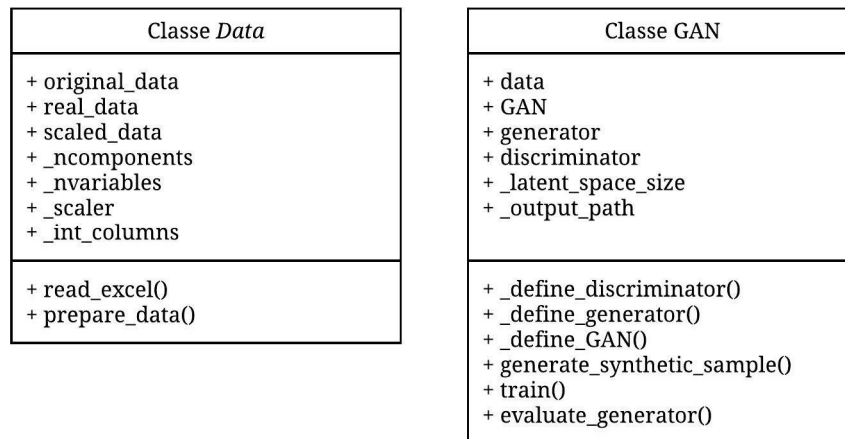 Classe Data
+ original_data
+ real_data
+ scaled_data
+ _ncomponents
+ _nvariables
+ _scaler
+ _int_columns
+ read_excel()
+ prepare_data()
Classe GAN
+ data
+ GAN
+ generator
+ discriminator
+ _latent_space_size
+ _output_path
+ _define_discriminator()
+ _define_generator()
+ _define_GAN()
+ generate_synthetic_sample()
+ train()
+ evaluate_generator()